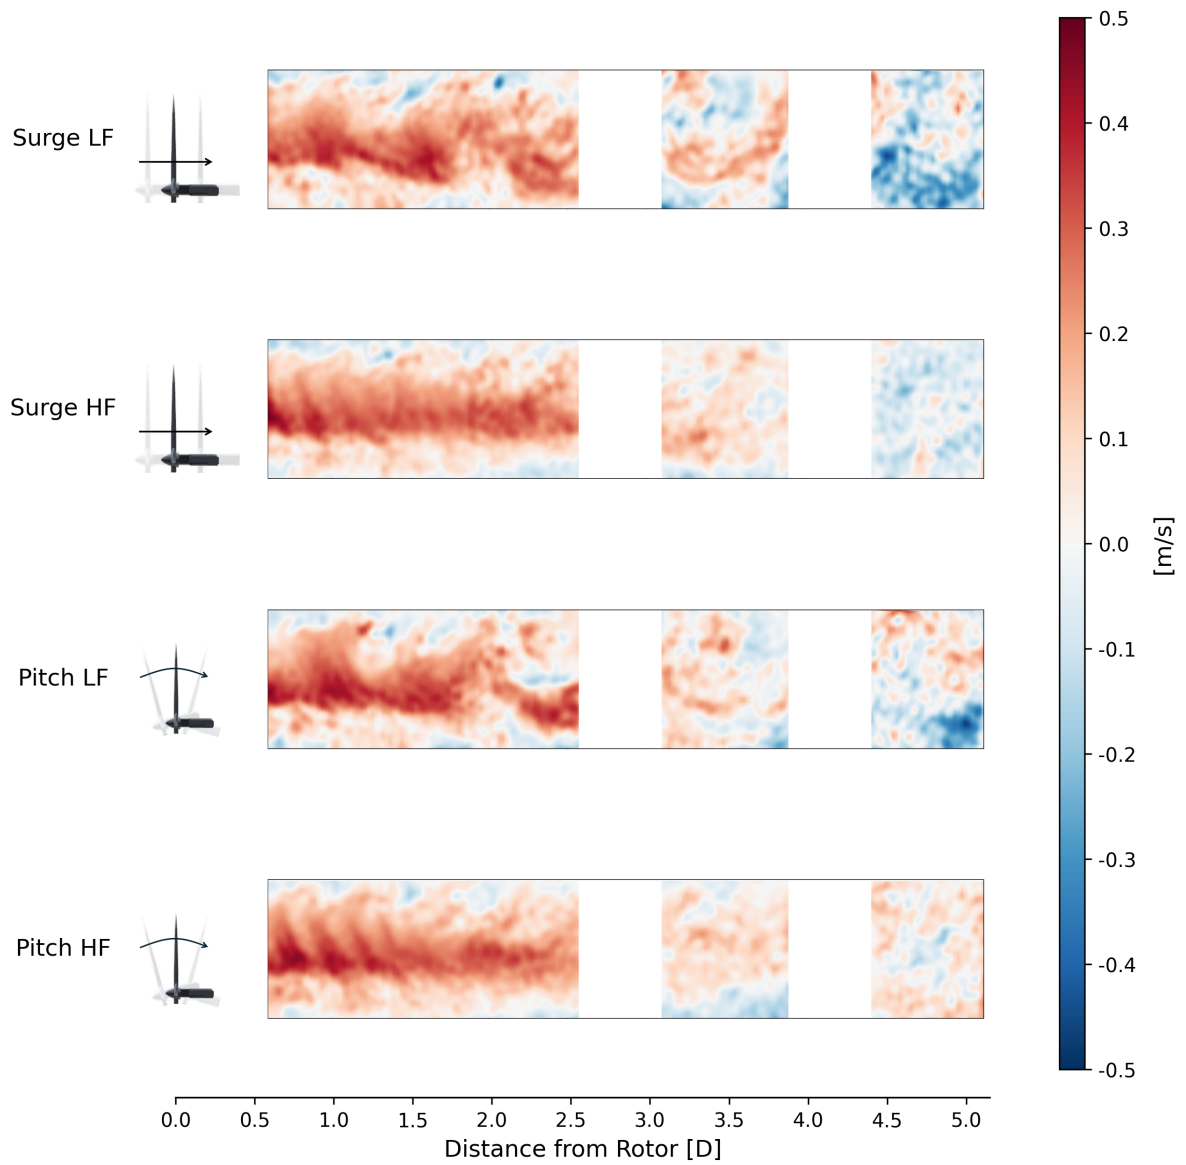 Surge LF
Surge HF
Pitch LF
Pitch HF
0.5
0.4
0.3
0.2
0.1
0.0
-0.1
-0.2
-0.3
-0.4
-0.5
[m/s]
0.0 0.5 1.0 1.5 2.0 2.5 3.0 3.5 4.0 4.5 5.0
Distance from Rotor [D]